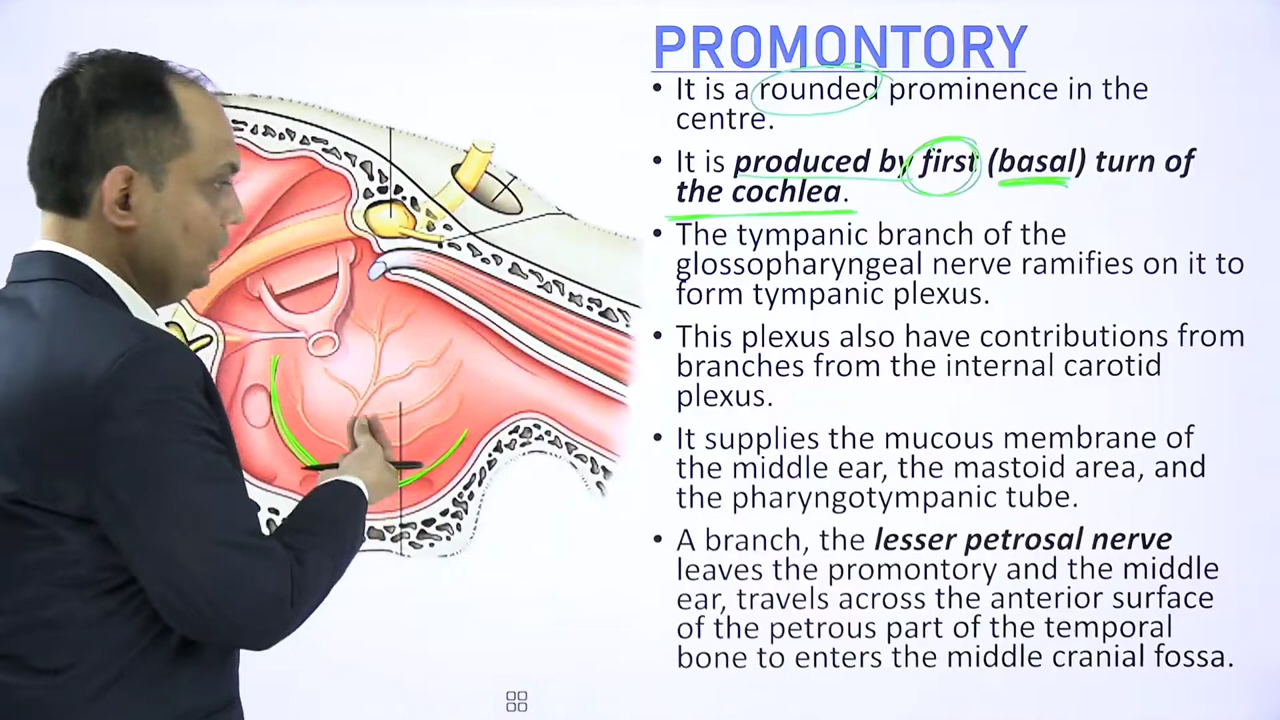 PROMONTORY
• It is a rounded prominence in the
centre.
• It is produced by first (basal) turn of
the cochlea.
• The tympanic branch of the
glossopharyngeal nerve ramifies on it to
form tympanic plexus.
• This plexus also have contributions from
branches from the internal carotid
plexus.
• It supplies the mucous membrane of
the middle ear, the mastoid area, and
the pharyngotympanic tube.
• A branch, the lesser petrosal nerve
leaves the promontory and the middle
ear, travels across the anterior surface
of the petrous part of the temporal
bone to enters the middle cranial fossa.